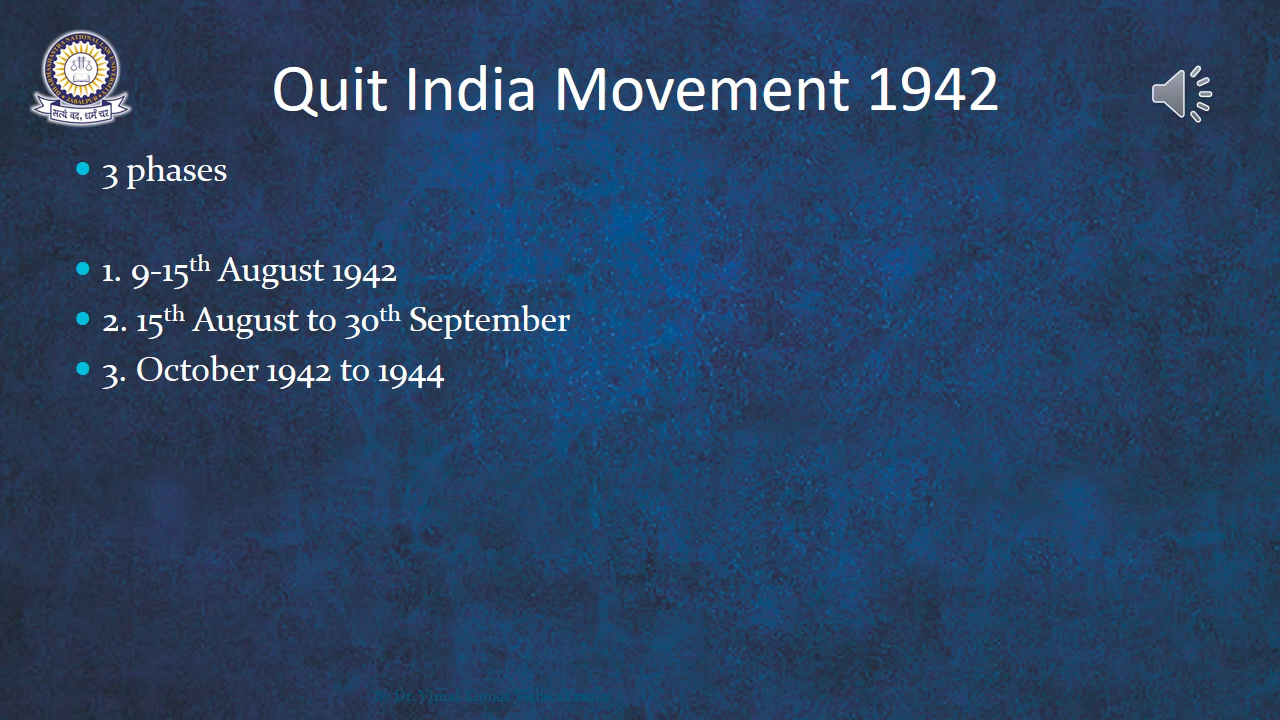 Quit India Movement 1942
सत्यं वद, धर्मं चर
3 phases
1. 9-15th August 1942
2. 15th August to 30th September
3. October 1942 to 1944